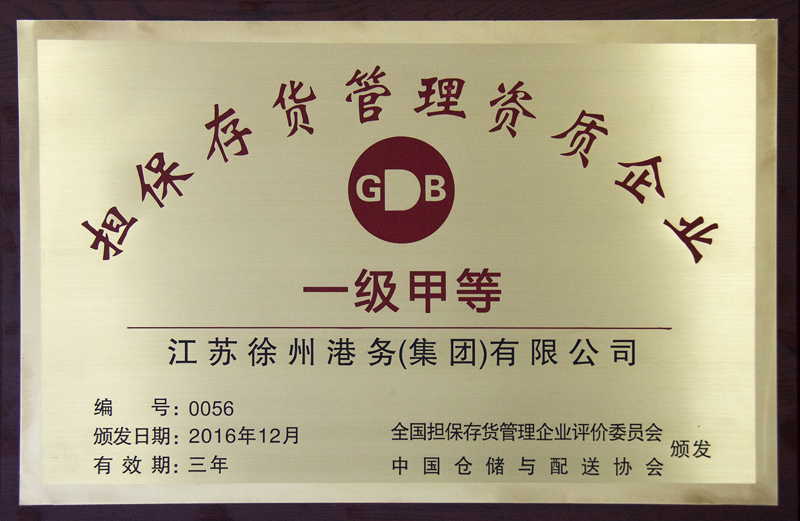 担保存货管理资质企业
GDB
一级甲等
江苏徐州港务(集团)有限公司
编 号: 0056
颁发日期: 2016年12月
有效期: 三年
全国担保存货管理企业评价委员会
中国仓储与配送协会
颁发